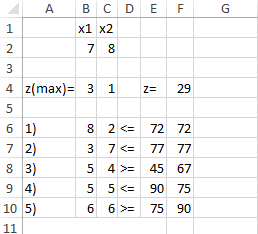 A B C D E F G
1 x1 x2
2 7 8
3
4 z(max)= 3 1 z= 29
5
6 1) 8 2 <= 72 72
7 2) 3 7 <= 77 77
8 3) 5 4 >= 45 67
9 4) 5 5 <= 90 75
10 5) 6 6 >= 75 90
11